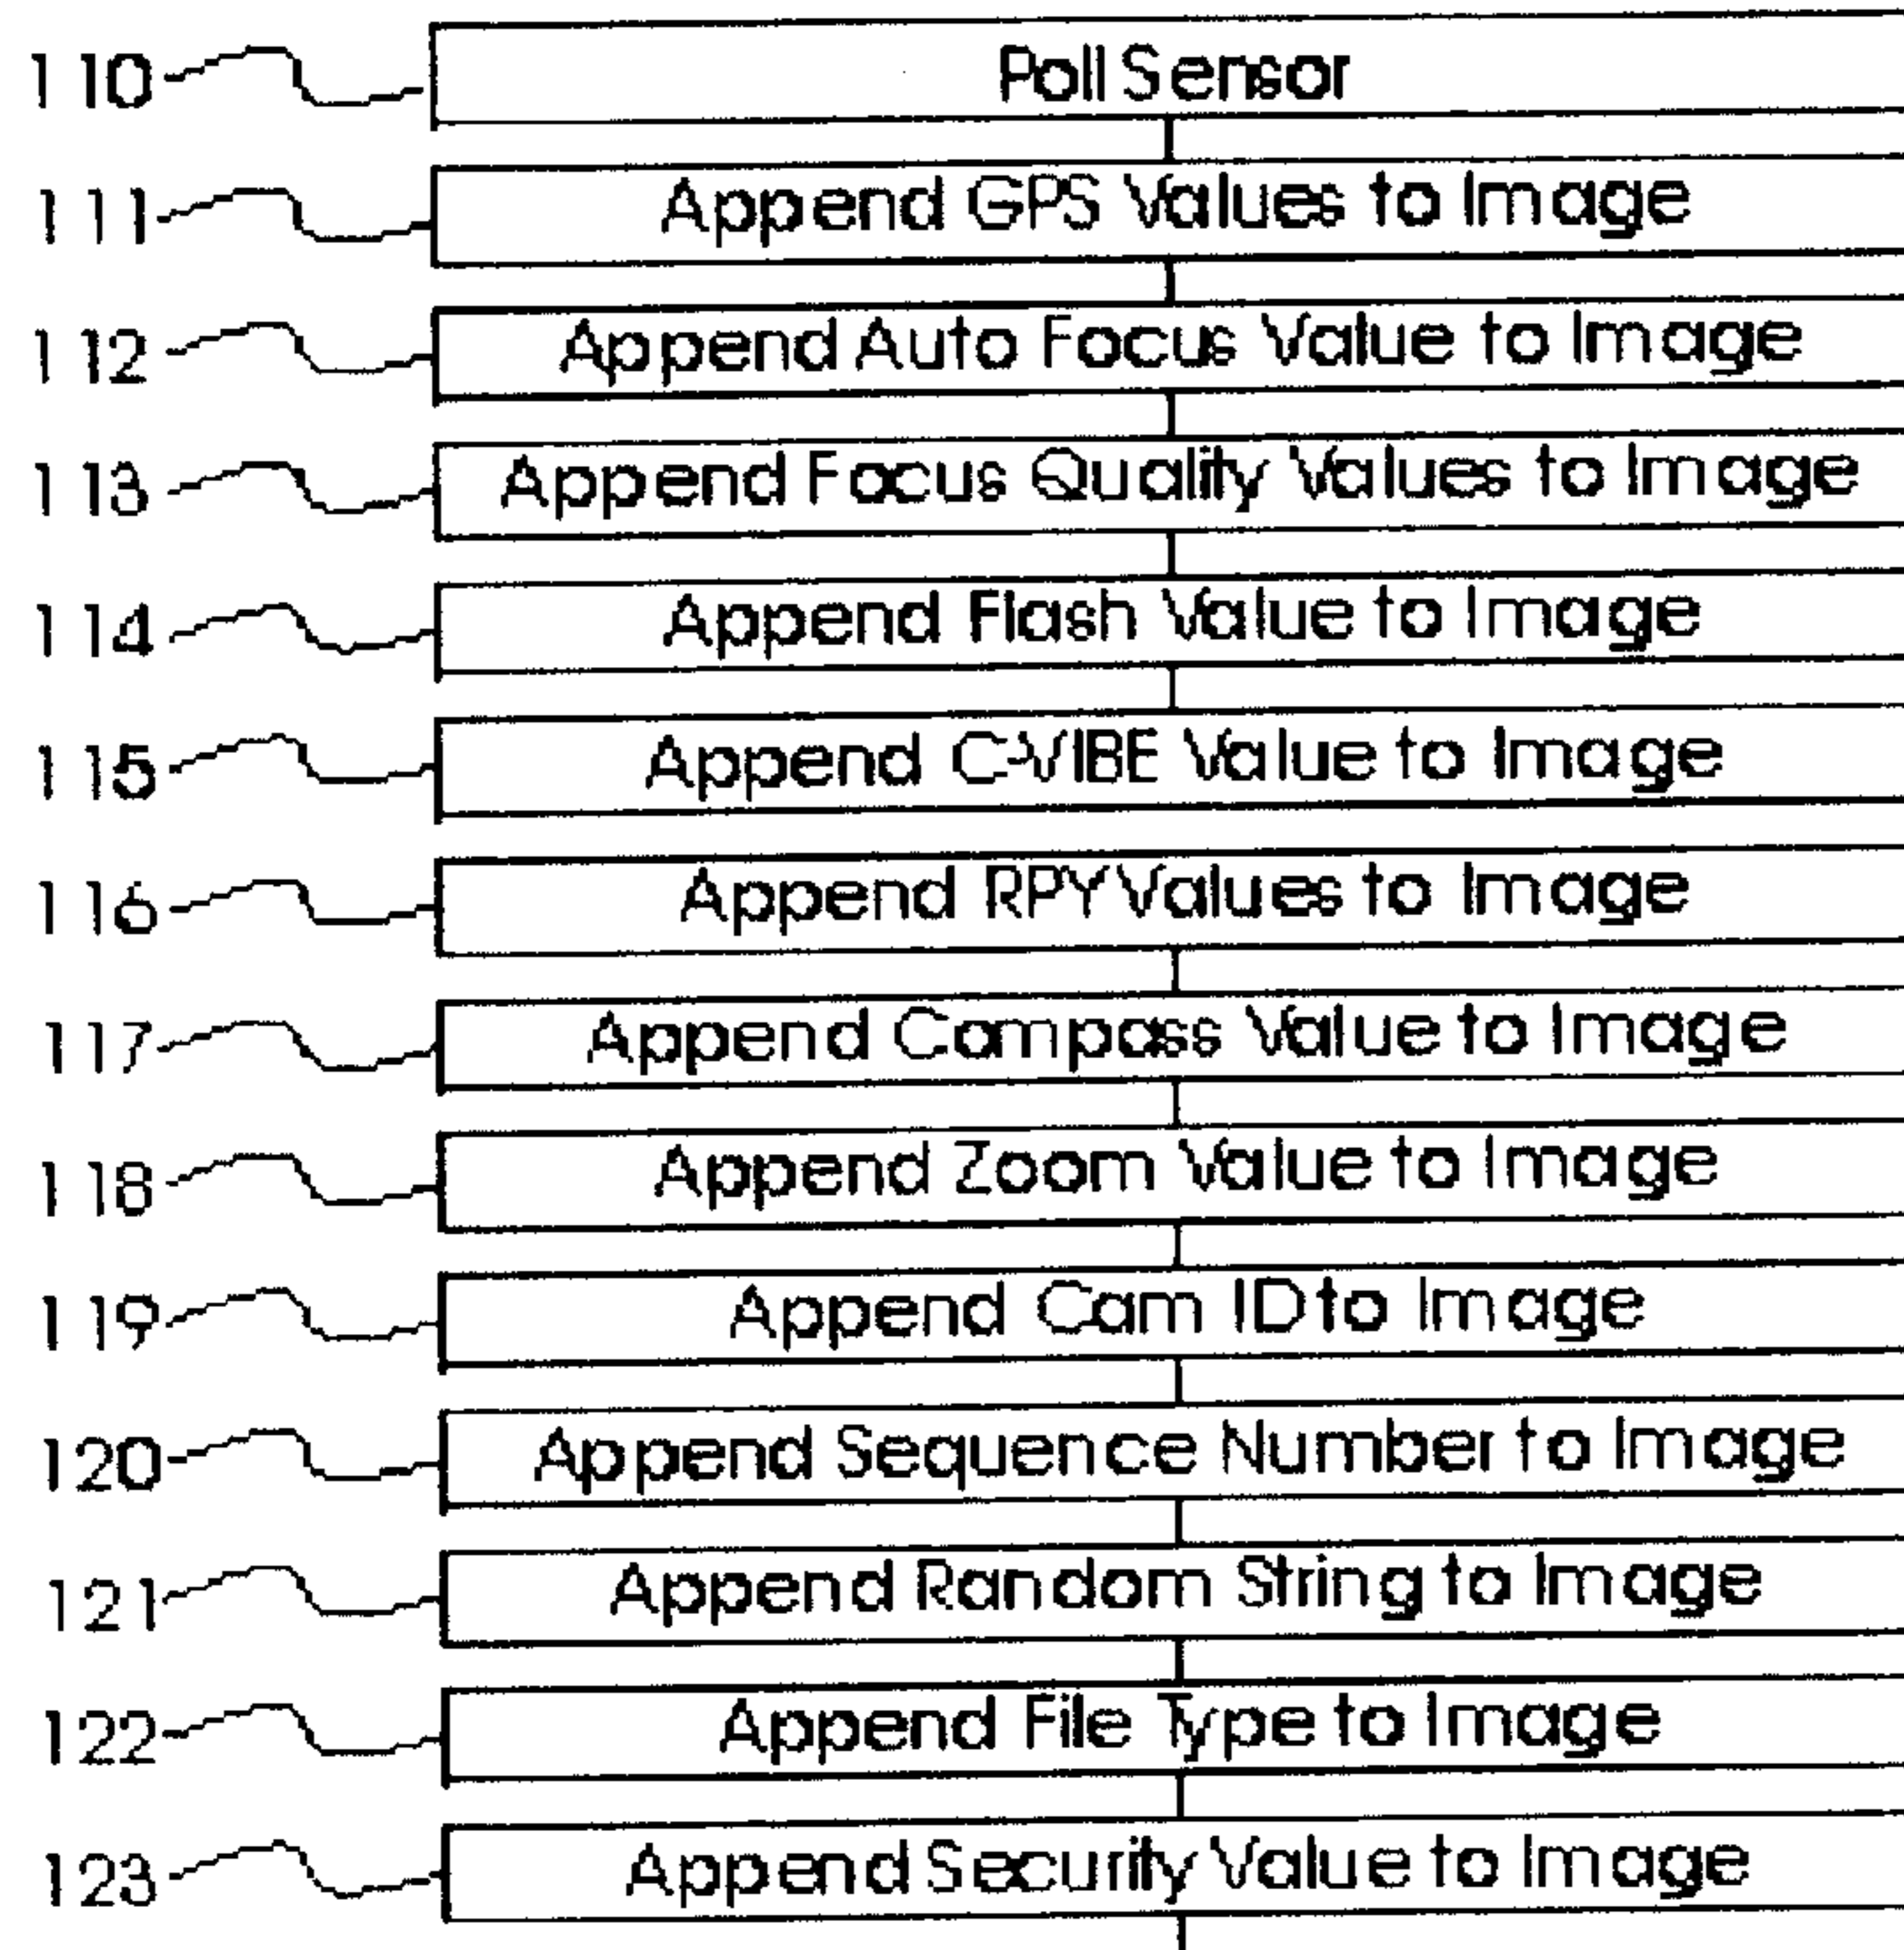 110 Poll Sensor
111 Append GPS Values to Image
112 Append Auto Focus Value to Image
113 Append Focus Quality Values to Image
114 Append Flash Value to Image
115 Append C-VIBE Value to Image
116 Append RPY Values to Image
117 Append Compass Value to Image
118 Append Zoom Value to Image
119 Append Cam ID to Image
120 Append Sequence Number to Image
121 Append Random String to Image
122 Append File Type to Image
123 Append Security Value to Image